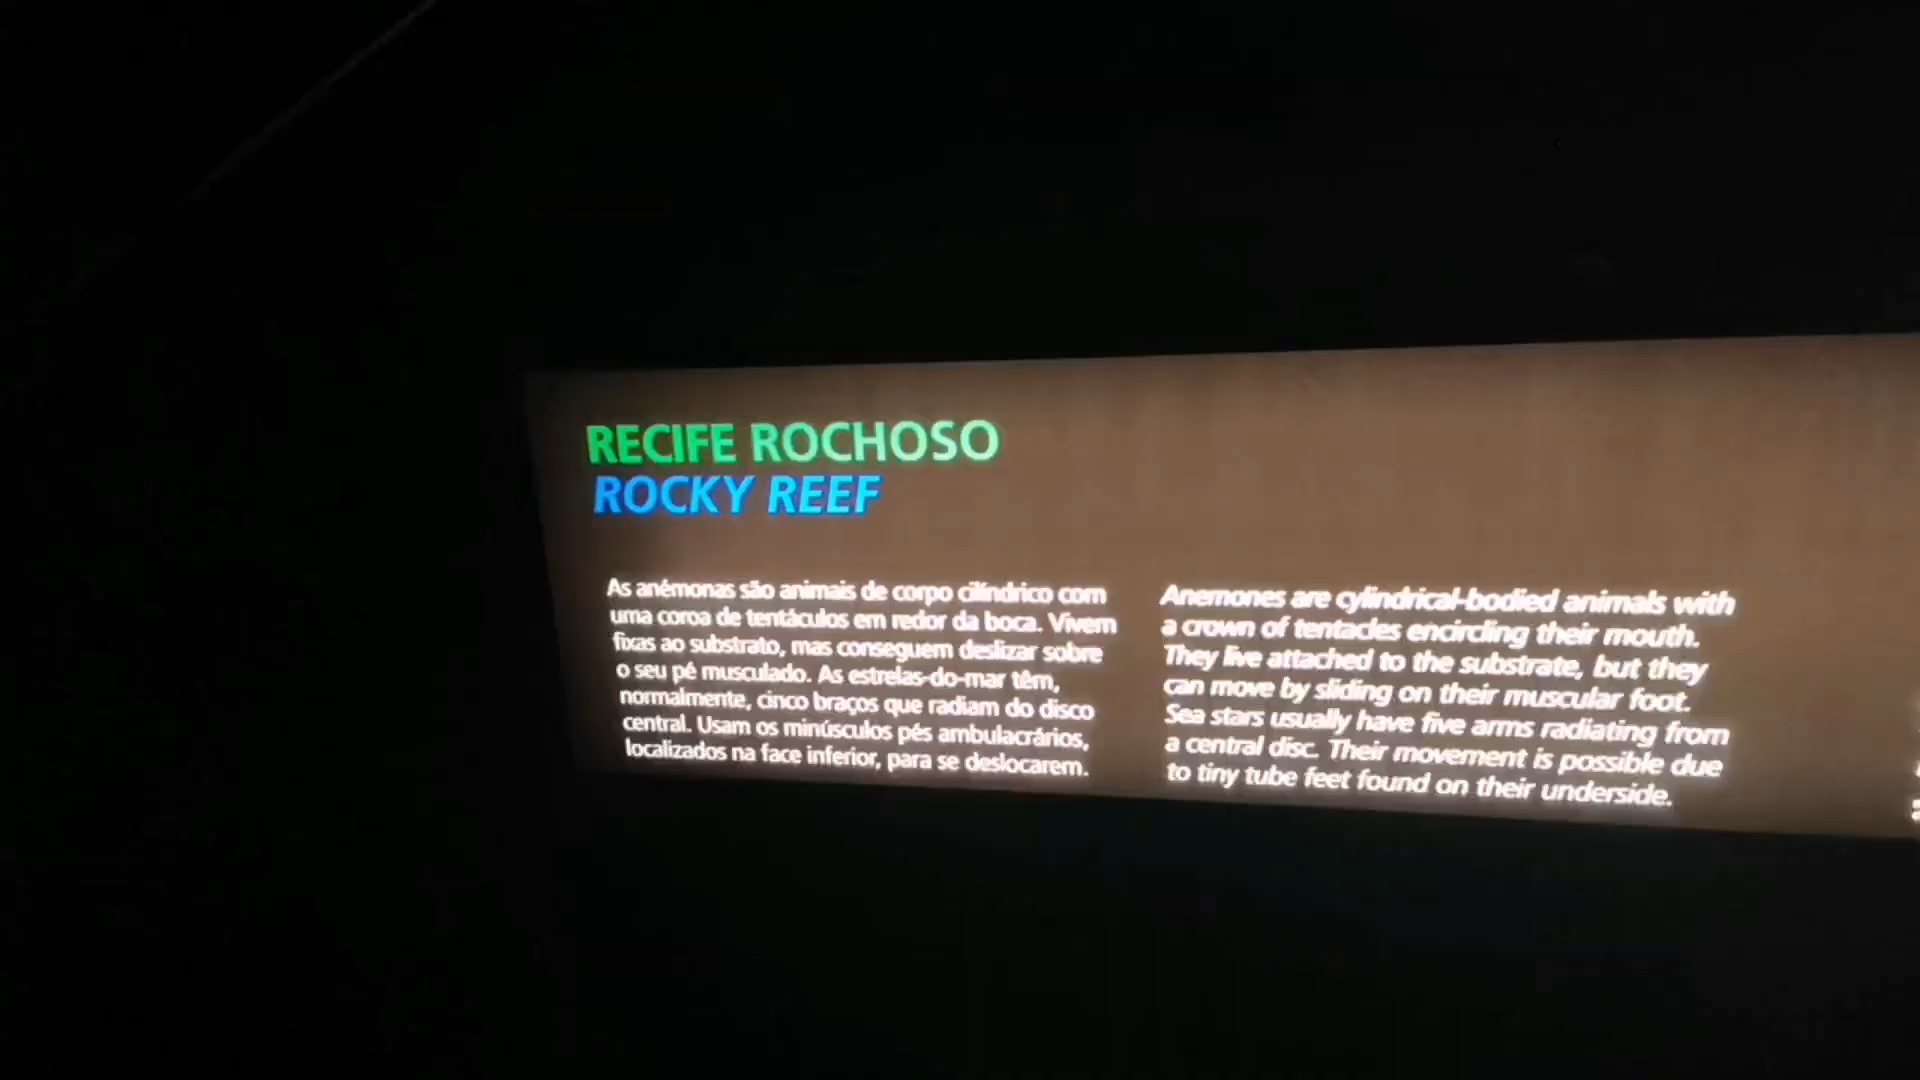 RECIFE ROCHOSO
ROCKY REEF
As anémonas são animais de corpo cilíndrico com
uma coroa de tentáculos em redor da boca. Vivem
fixas ao substrato, mas conseguem deslizar sobre
o seu pé musculado. As estrelas-do-mar têm,
normalmente, cinco braços que radiam do disco
central. Usam os minúsculos pés ambulacrários,
localizados na face inferior, para se deslocarem.
Anemones are cylindrical-bodied animals with
a crown of tentacles encircling their mouth.
They live attached to the substrate, but they
can move by sliding on their muscular foot.
Sea stars usually have five arms radiating from
a central disc. Their movement is possible due
to tiny tube feet found on their underside.